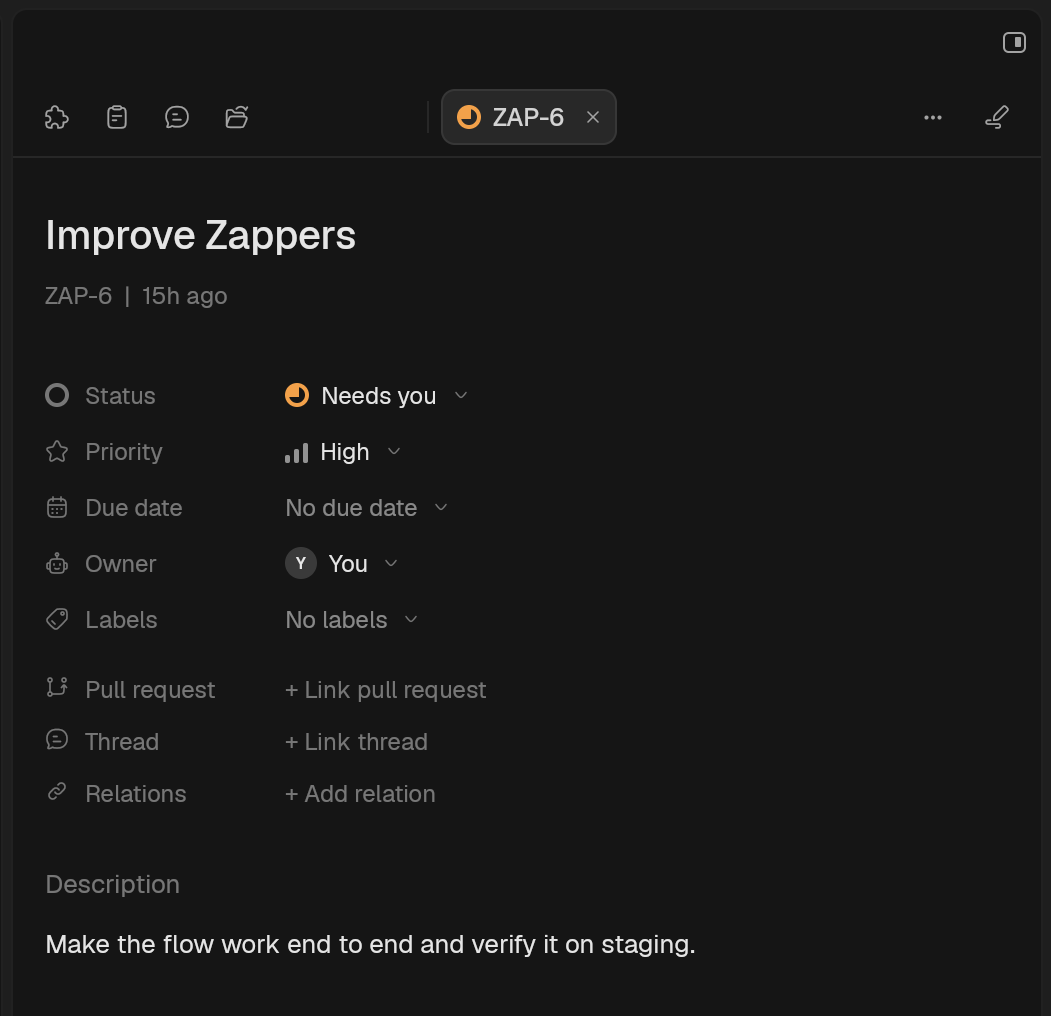 ZAP-6
Improve Zappers
ZAP-6 | 15h ago
Status Needs you
Priority High
Due date No due date
Owner Y You
Labels No labels
Pull request + Link pull request
Thread + Link thread
Relations + Add relation
Description
Make the flow work end to end and verify it on staging.